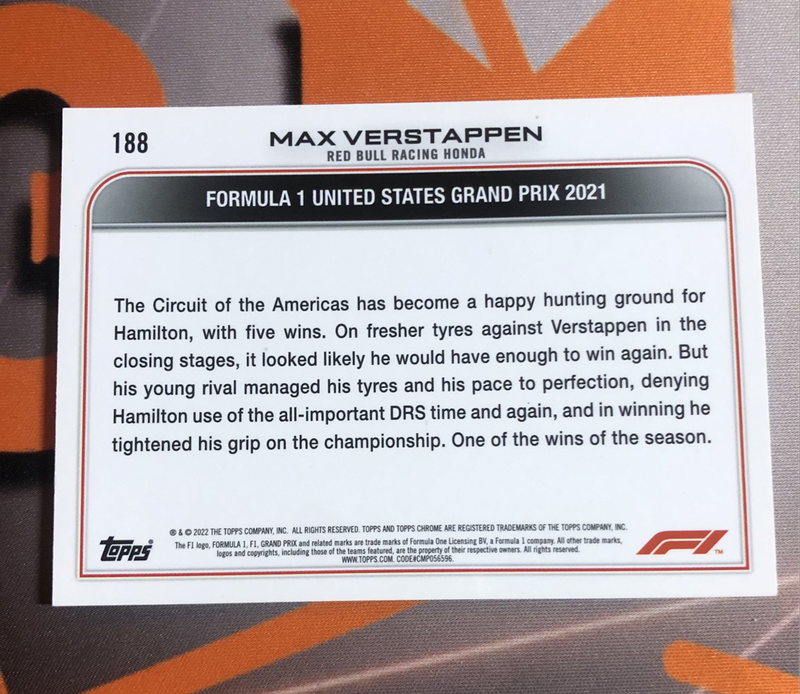 188
MAX VERSTAPPEN
RED BULL RACING HONDA
FORMULA 1 UNITED STATES GRAND PRIX 2021
The Circuit of the Americas has become a happy hunting ground for
Hamilton, with five wins. On fresher tyres against Verstappen in the
closing stages, it looked likely he would have enough to win again. But
his young rival managed his tyres and his pace to perfection, denying
Hamilton use of the all-important DRS time and again, and in winning he
tightened his grip on the championship. One of the wins of the season.
® & © 2022 THE TOPPS COMPANY, INC. ALL RIGHTS RESERVED. TOPPS AND TOPPS CHROME ARE REGISTERED TRADEMARKS OF THE TOPPS COMPANY, INC.
The F1 logo, FORMULA 1, F1, GRAND PRIX and related marks are trade marks of Formula One Licensing BV, a Formula 1 company. All other trade marks,
logos and copyrights, including those of the teams featured, are the property of their respective owners. All rights reserved.
WWW.TOPPS.COM. CODE#CMP056596.
Topps®
F1™